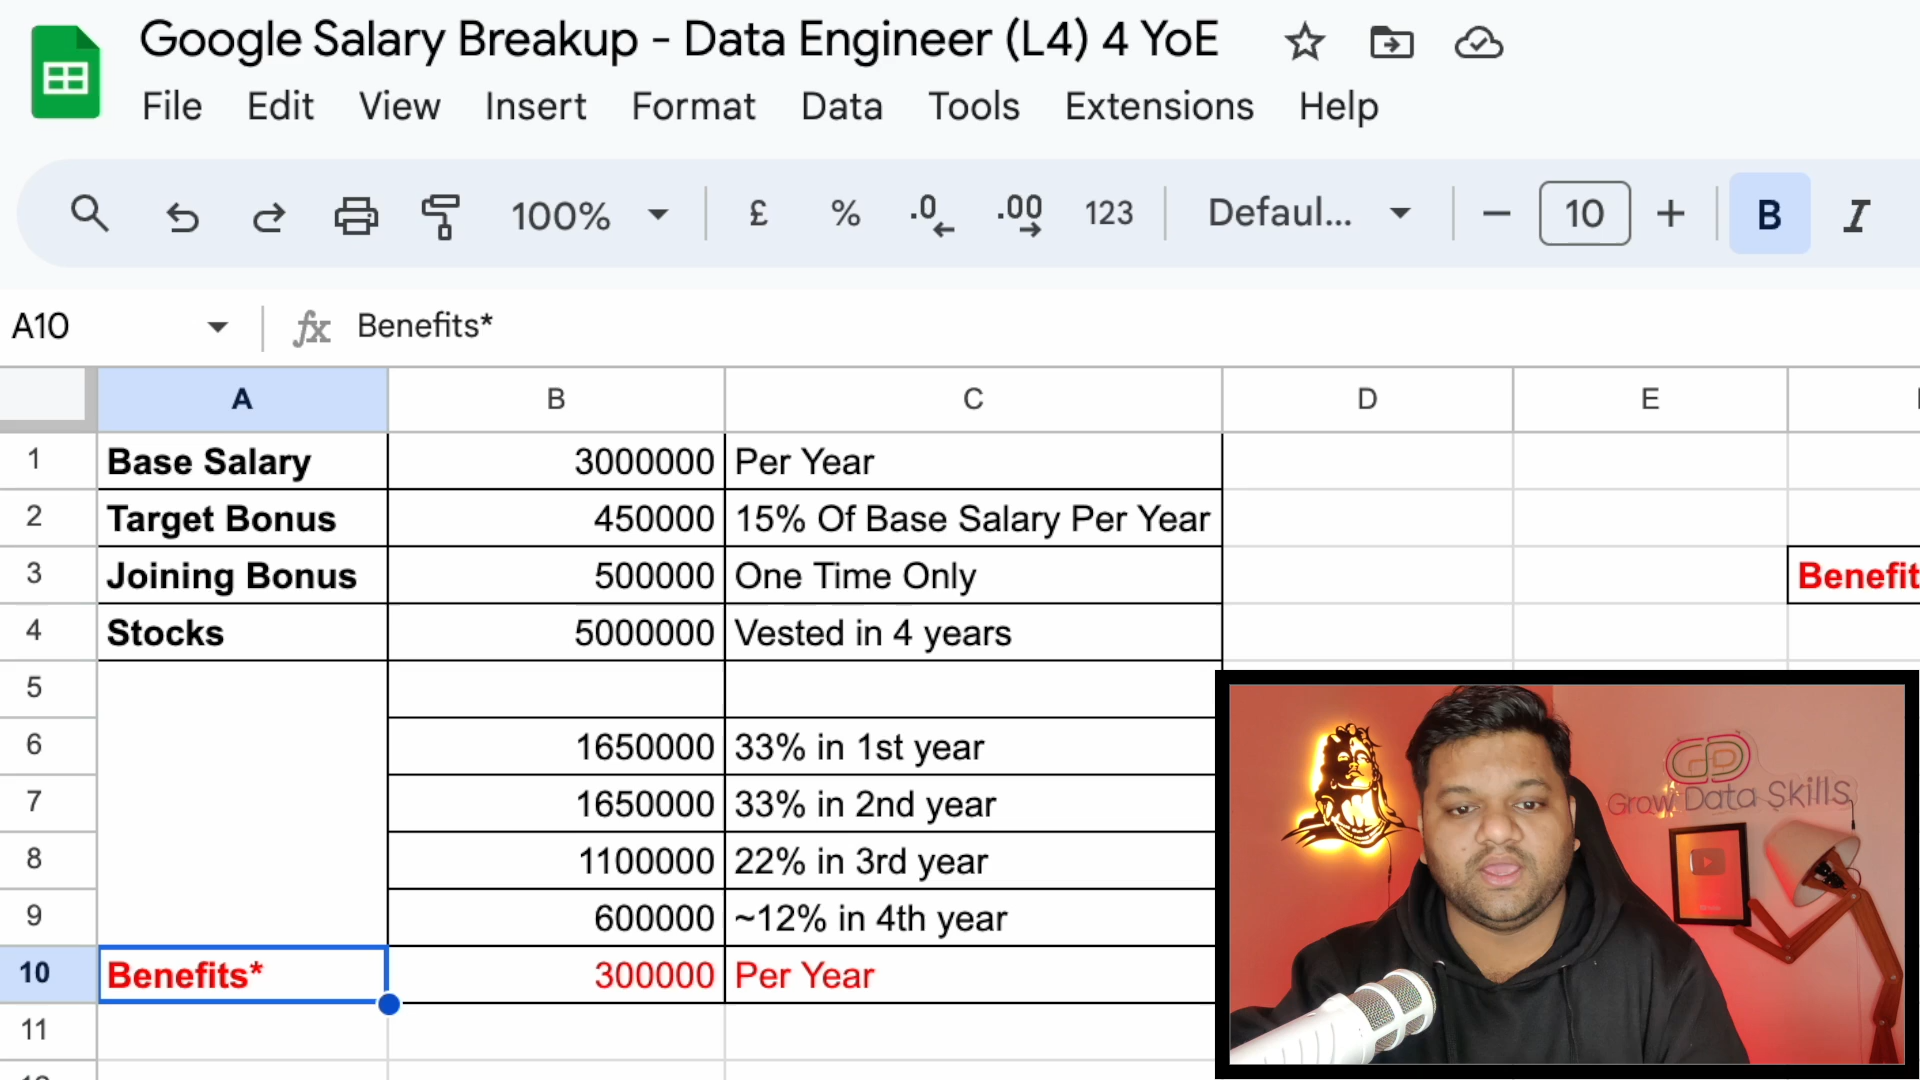 Google Salary Breakup - Data Engineer (L4) 4 YoE
File Edit View Insert Format Data Tools Extensions Help
100% £ % .0 .00 123 Defaul... 10 B I
A10 fx Benefits*
A B C D E
1 Base Salary 3000000 Per Year
2 Target Bonus 450000 15% Of Base Salary Per Year
3 Joining Bonus 500000 One Time Only Benefit
4 Stocks 5000000 Vested in 4 years
5
6 1650000 33% in 1st year
7 1650000 33% in 2nd year
8 1100000 22% in 3rd year
9 600000 ~12% in 4th year
10 Benefits* 300000 Per Year
11
GD
Grow Data Skills